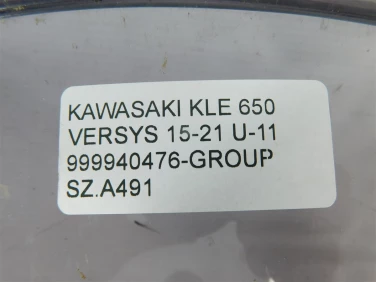 KAWASAKI KLE 650
VERSYS 15-21 U-11
999940476-GROUP
SZ.A491